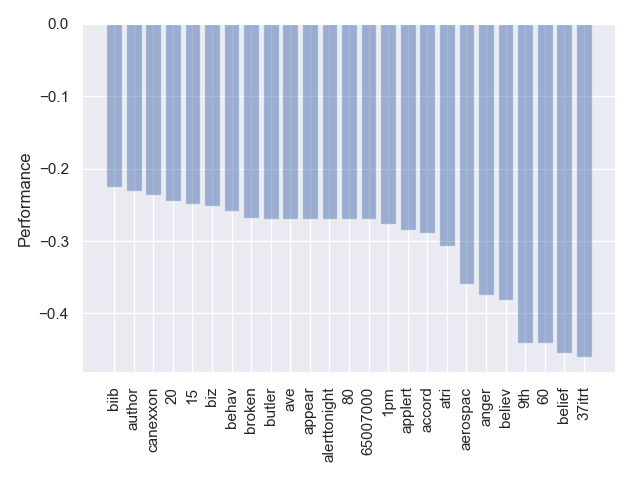 0.0
−0.1
−0.2
−0.3
−0.4
Performance
biib
author
canexxon
20
15
biz
behav
broken
butler
ave
appear
alerttonight
80
65007000
1pm
applert
accord
atri
aerospac
anger
believ
9th
60
belief
37itrt